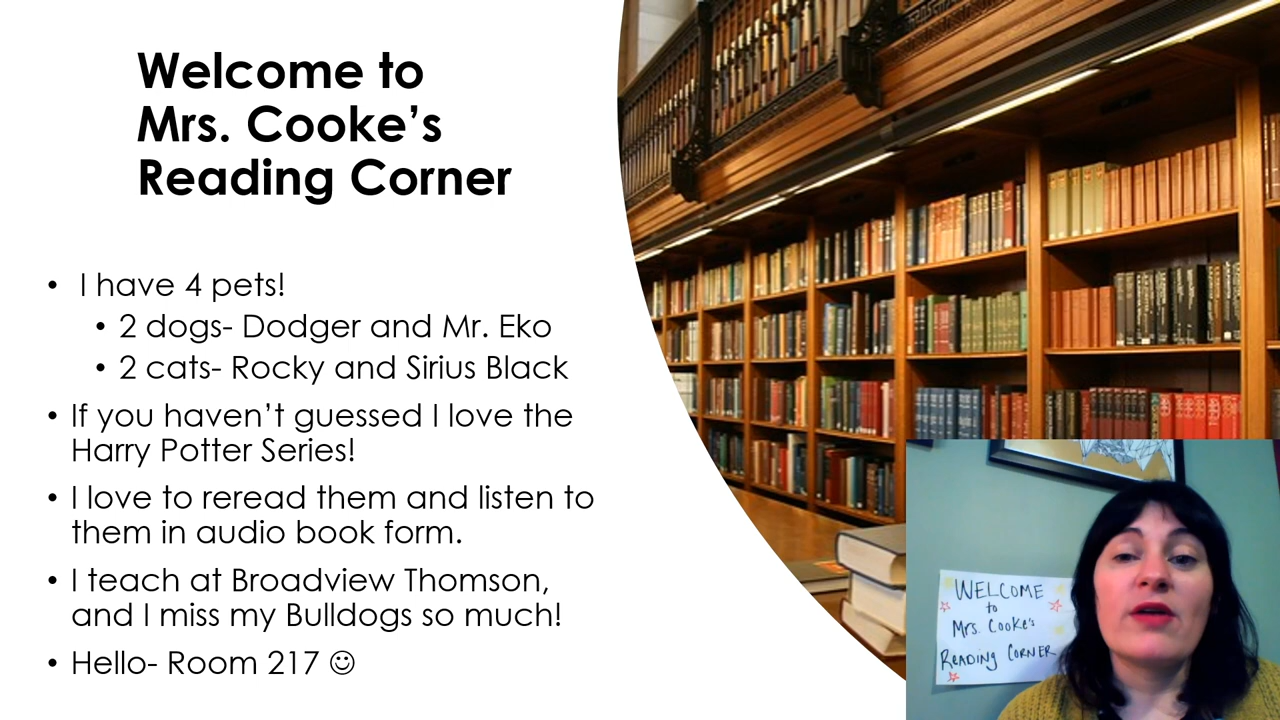 Welcome to
Mrs. Cooke’s
Reading Corner
• I have 4 pets!
• 2 dogs- Dodger and Mr. Eko
• 2 cats- Rocky and Sirius Black
• If you haven’t guessed I love the
Harry Potter Series!
• I love to reread them and listen to
them in audio book form.
• I teach at Broadview Thomson,
and I miss my Bulldogs so much!
• Hello- Room 217 ☺
WELCOME
to
Mrs. Cooke's
READING CORNER